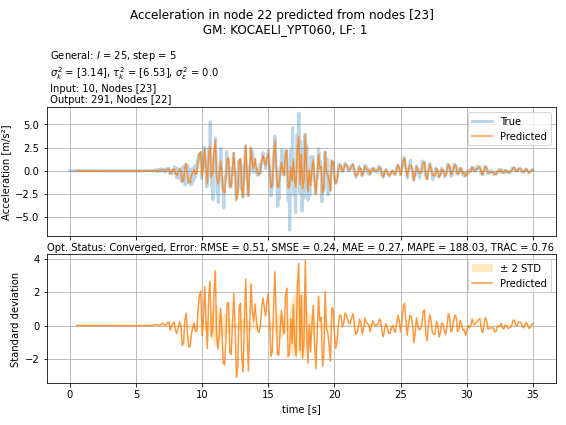 Acceleration in node 22 predicted from nodes [23]
GM: KOCAELI_YPT060, LF: 1
General: l = 25, step = 5
σ²ₖ = [3.14], τ²ₖ = [6.53], σ²ε = 0.0
Input: 10, Nodes [23]
Output: 291, Nodes [22]
Acceleration [m/s²]
5.0
2.5
0.0
−2.5
−5.0
True
Predicted
Opt. Status: Converged, Error: RMSE = 0.51, SMSE = 0.24, MAE = 0.27, MAPE = 188.03, TRAC = 0.76
Standard deviation
4
2
0
−2
± 2 STD
Predicted
0 5 10 15 20 25 30 35
time [s]